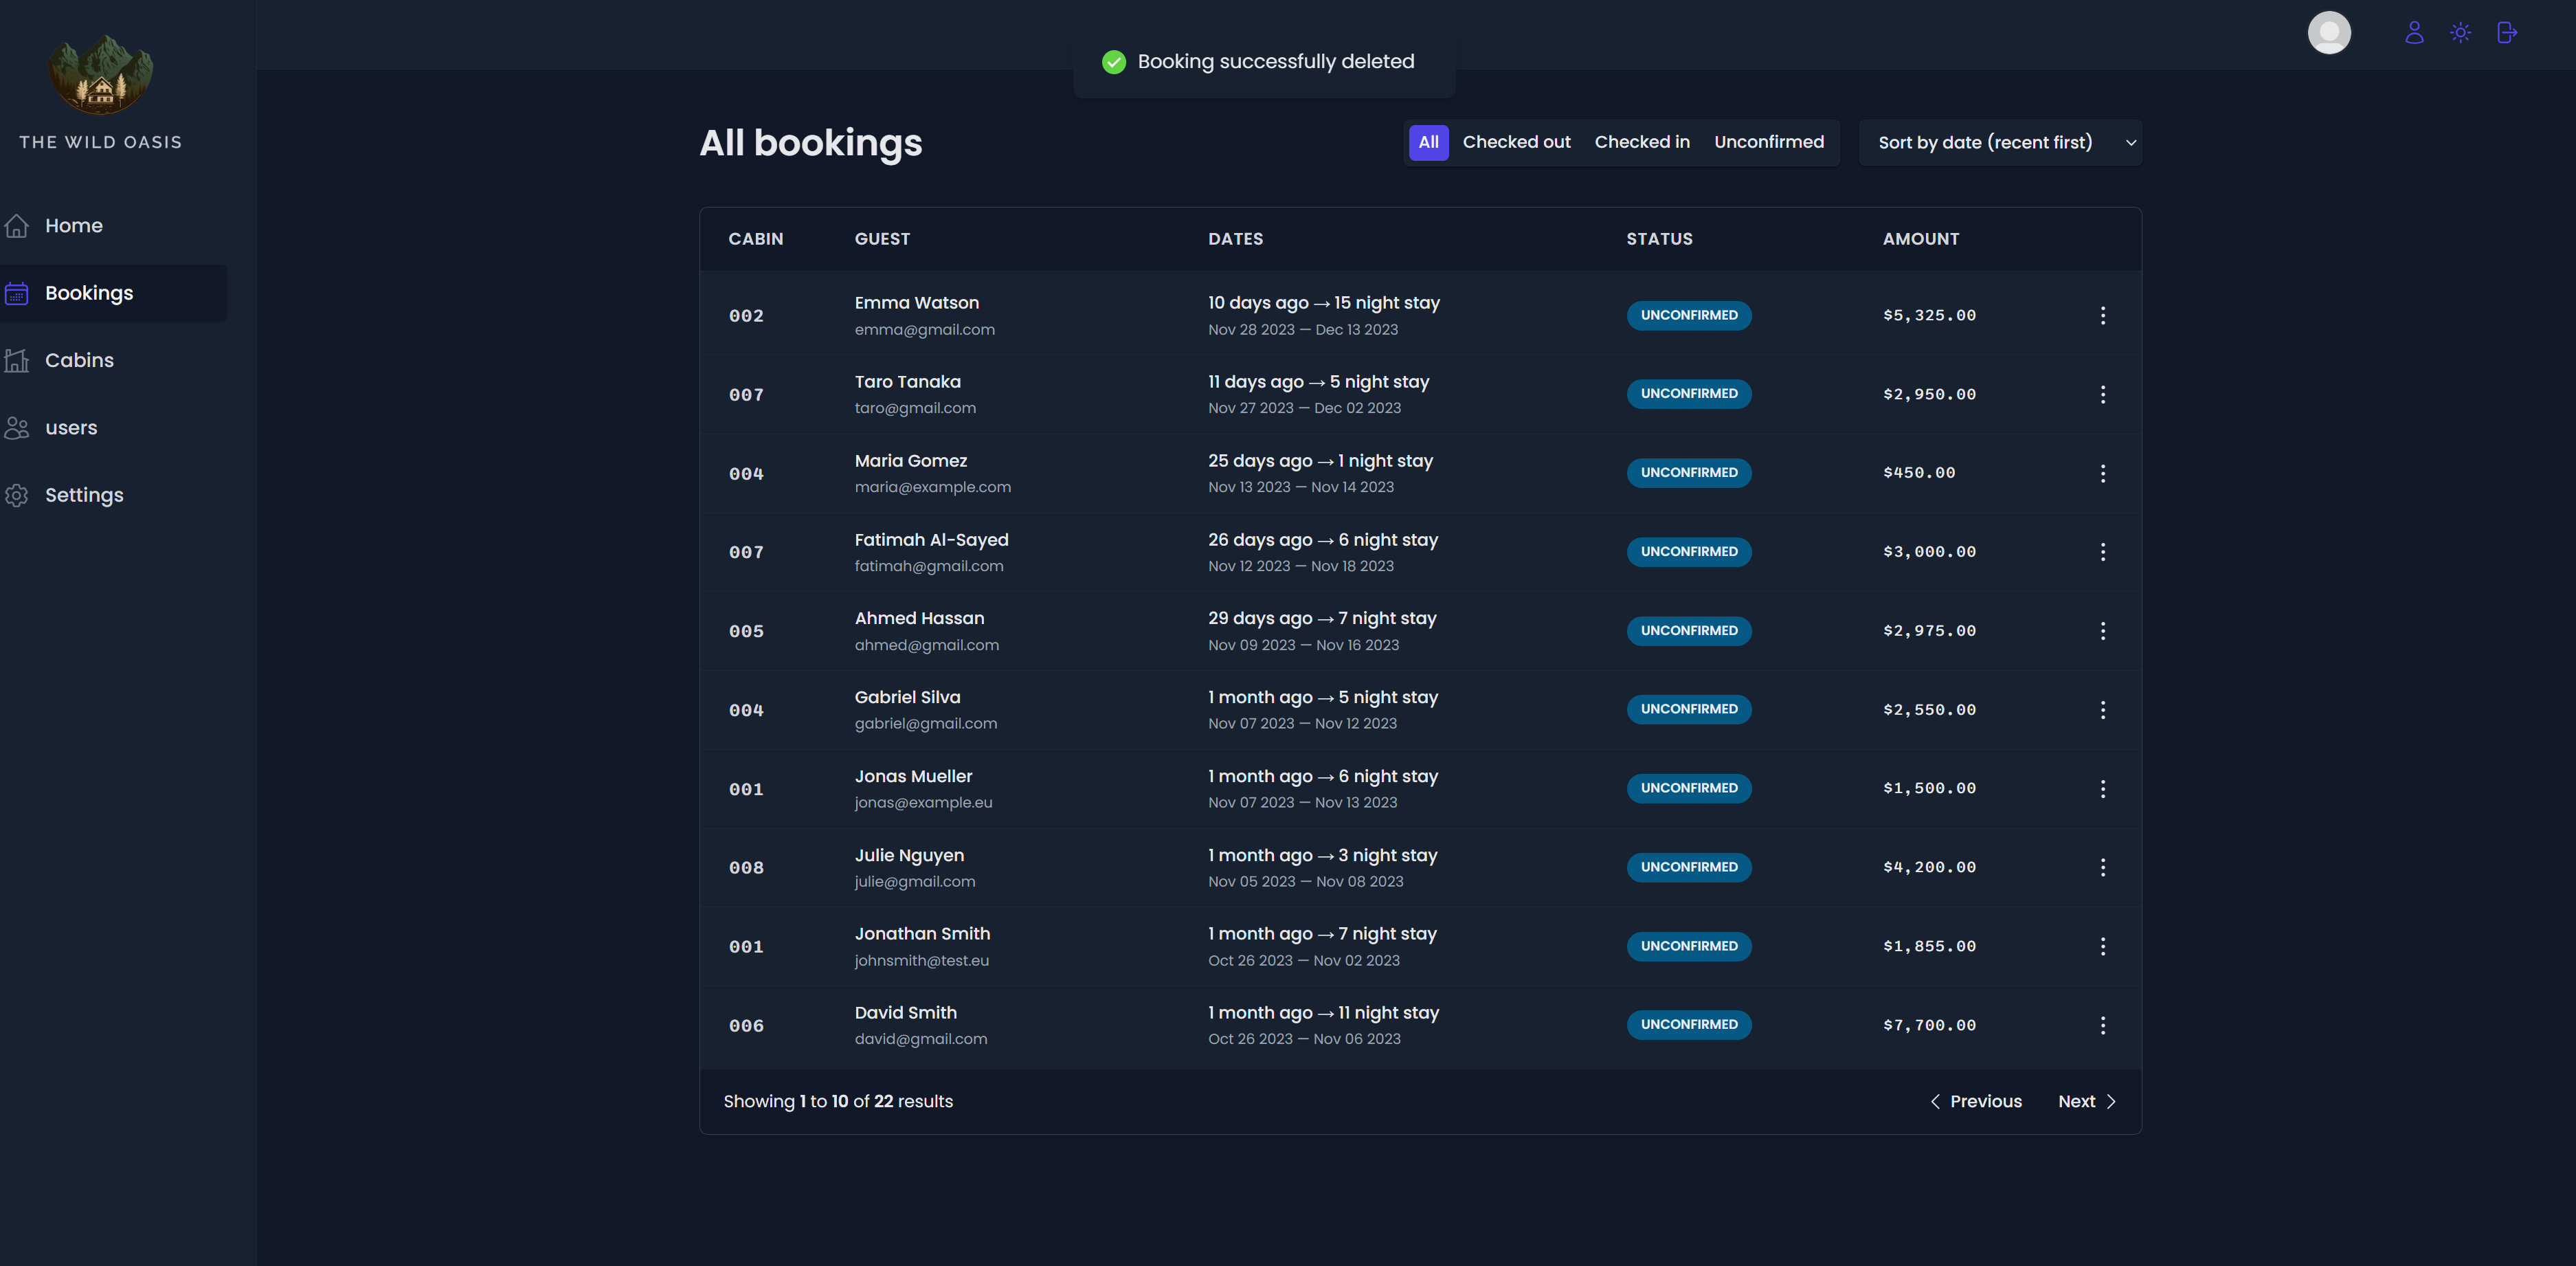 Booking successfully deleted
THE WILD OASIS
Home
Bookings
Cabins
users
Settings
All bookings
All Checked out Checked in Unconfirmed
Sort by date (recent first)
CABIN GUEST DATES STATUS AMOUNT
002 Emma Watson 10 days ago → 15 night stay UNCONFIRMED $5,325.00
emma@gmail.com Nov 28 2023 — Dec 13 2023
007 Taro Tanaka 11 days ago → 5 night stay UNCONFIRMED $2,950.00
taro@gmail.com Nov 27 2023 — Dec 02 2023
004 Maria Gomez 25 days ago → 1 night stay UNCONFIRMED $450.00
maria@example.com Nov 13 2023 — Nov 14 2023
007 Fatimah Al-Sayed 26 days ago → 6 night stay UNCONFIRMED $3,000.00
fatimah@gmail.com Nov 12 2023 — Nov 18 2023
005 Ahmed Hassan 29 days ago → 7 night stay UNCONFIRMED $2,975.00
ahmed@gmail.com Nov 09 2023 — Nov 16 2023
004 Gabriel Silva 1 month ago → 5 night stay UNCONFIRMED $2,550.00
gabriel@gmail.com Nov 07 2023 — Nov 12 2023
001 Jonas Mueller 1 month ago → 6 night stay UNCONFIRMED $1,500.00
jonas@example.eu Nov 07 2023 — Nov 13 2023
008 Julie Nguyen 1 month ago → 3 night stay UNCONFIRMED $4,200.00
julie@gmail.com Nov 05 2023 — Nov 08 2023
001 Jonathan Smith 1 month ago → 7 night stay UNCONFIRMED $1,855.00
johnsmith@test.eu Oct 26 2023 — Nov 02 2023
006 David Smith 1 month ago → 11 night stay UNCONFIRMED $7,700.00
david@gmail.com Oct 26 2023 — Nov 06 2023
Showing 1 to 10 of 22 results
Previous Next